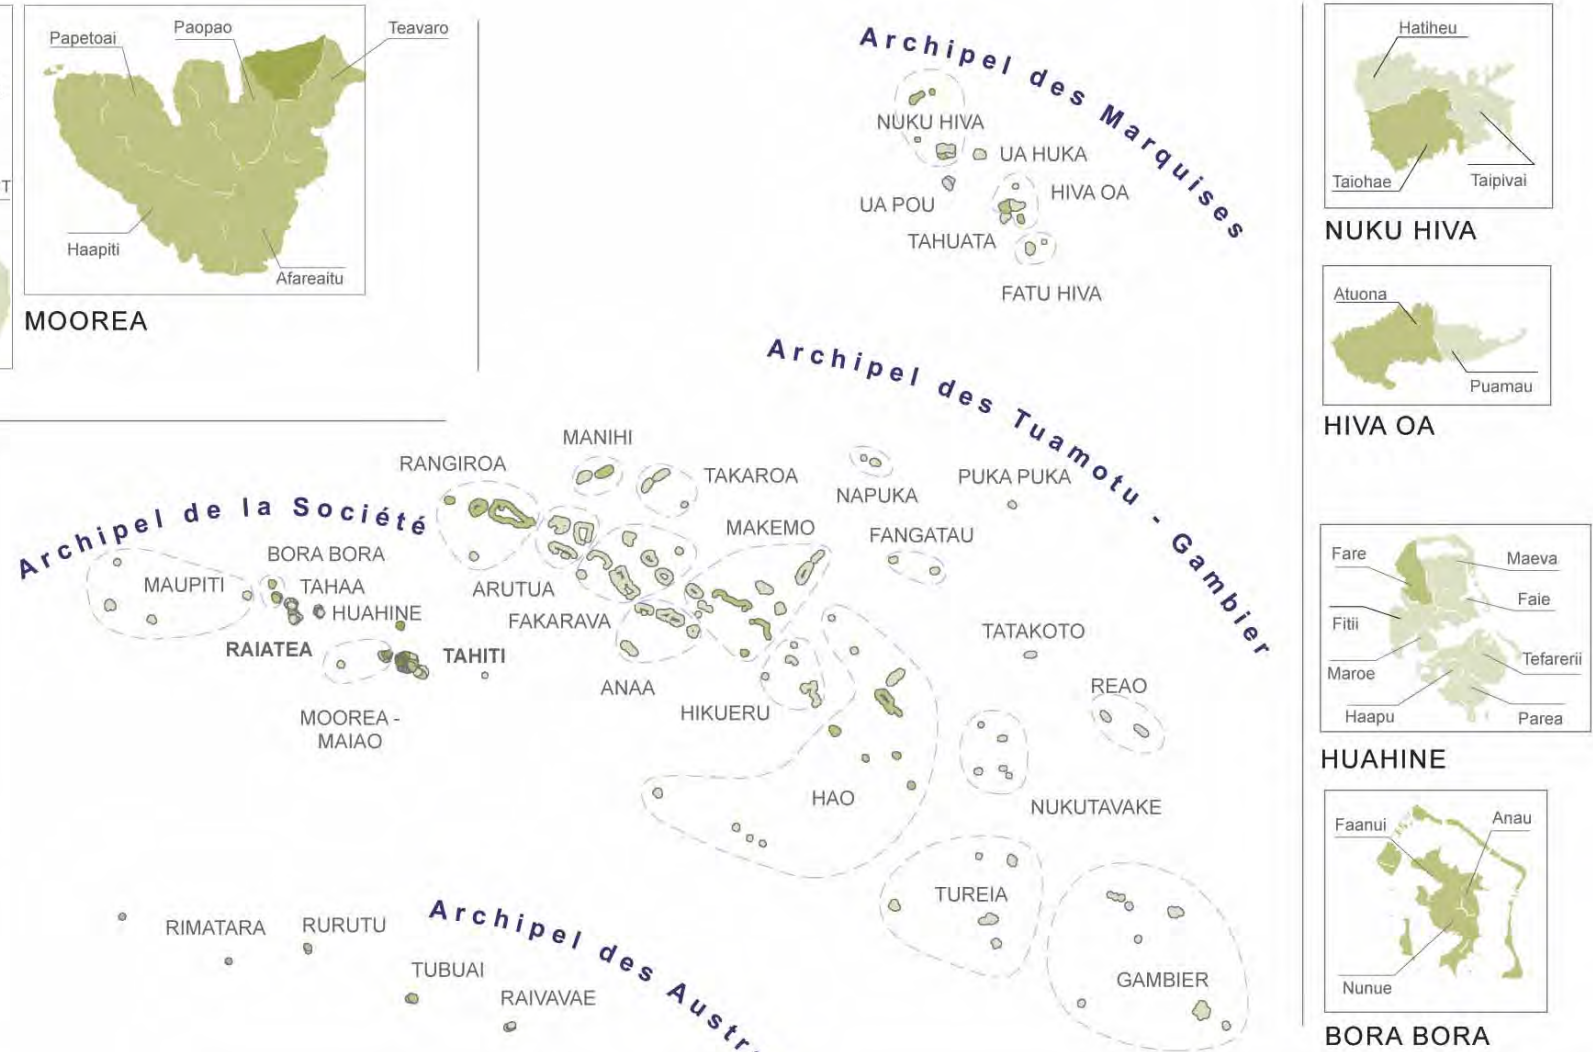 Papetoai
Paopao
Teavaro
T
Haapiti
Afareaitu
MOOREA
Archipel des Marquises
NUKU HIVA
UA HUKA
HIVA OA
UA POU
TAHUATA
FATU HIVA
Hatiheu
Taiohae
Taipivai
NUKU HIVA
Atuona
Puamau
HIVA OA
Archipel des Tuamotu - Gambier
MANIHI
RANGIROA
TAKAROA
NAPUKA
PUKA PUKA
MAKEMO
FANGATAU
ARUTUA
FAKARAVA
TATAKOTO
ANAA
REAO
HIKUERU
HAO
NUKUTAVAKE
TUREIA
GAMBIER
Archipel de la Société
BORA BORA
MAUPITI
TAHAA
HUAHINE
RAIATEA
TAHITI
MOOREA -
MAIAO
Fare
Maeva
Faie
Fitii
Tefarerii
Maroe
Haapu
Parea
HUAHINE
Faanui
Anau
Nunue
BORA BORA
RIMATARA
RURUTU
Archipel des Austr
TUBUAI
RAIVAVAE